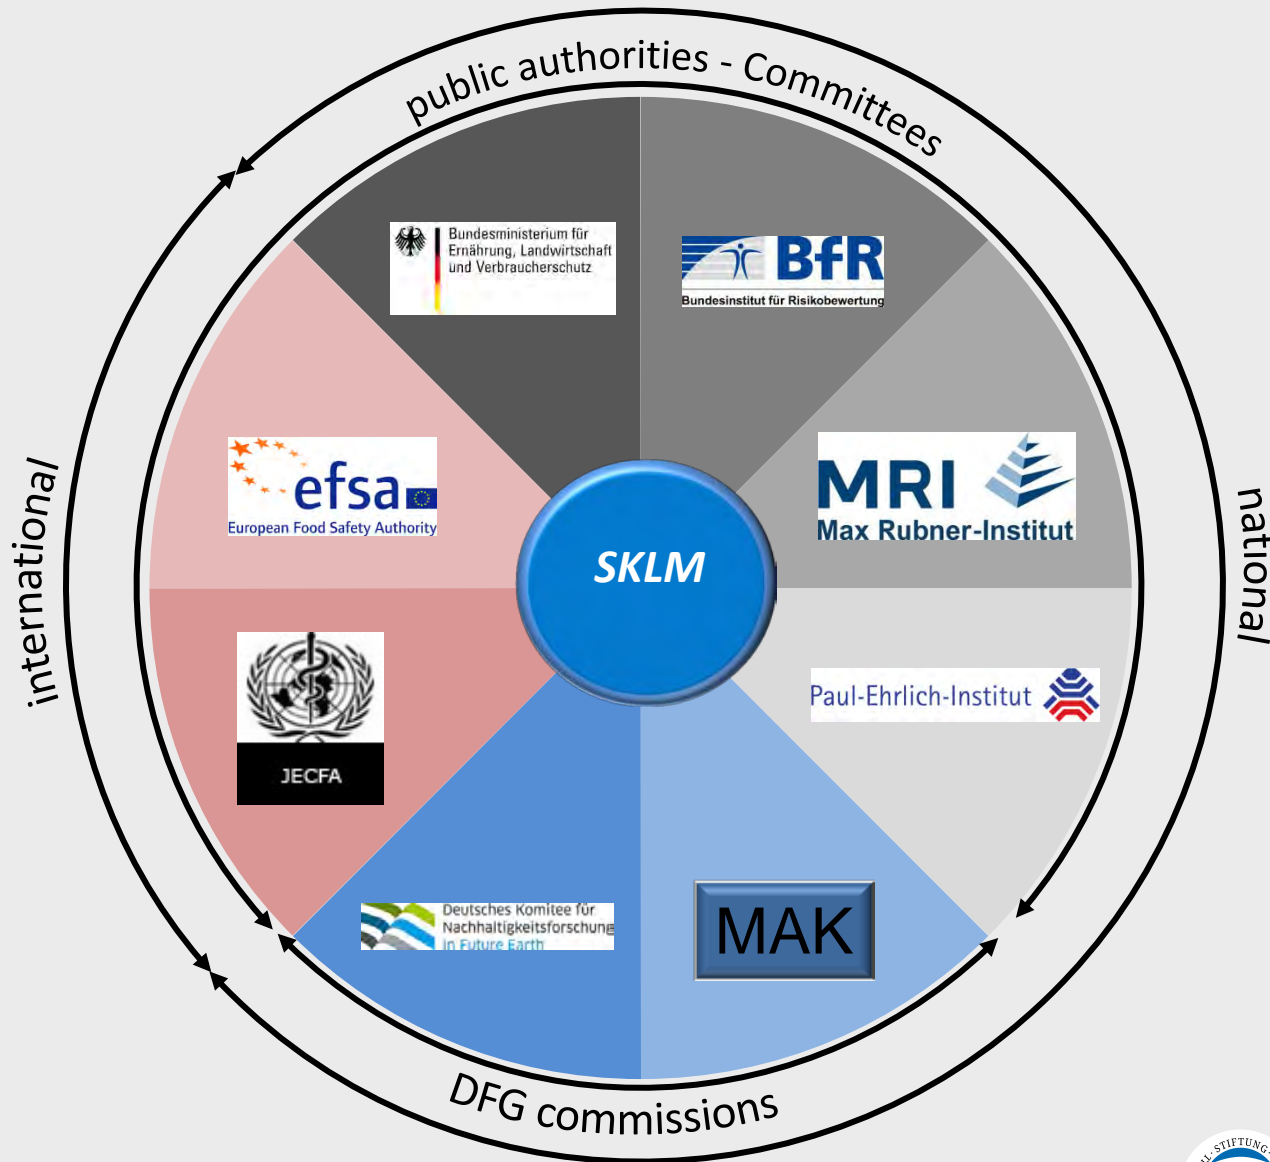 public authorities - Committees
Bundesministerium für
Ernährung, Landwirtschaft
und Verbraucherschutz
BfR
Bundesinstitut für Risikobewertung
efsa
European Food Safety Authority
MRI
Max Rubner-Institut
international
SKLM
national
JECFA
Paul-Ehrlich-Institut
Deutsches Komitee für
Nachhaltigkeitsforschung
in Future Earth
MAK
DFG commissions
STIFTUNG